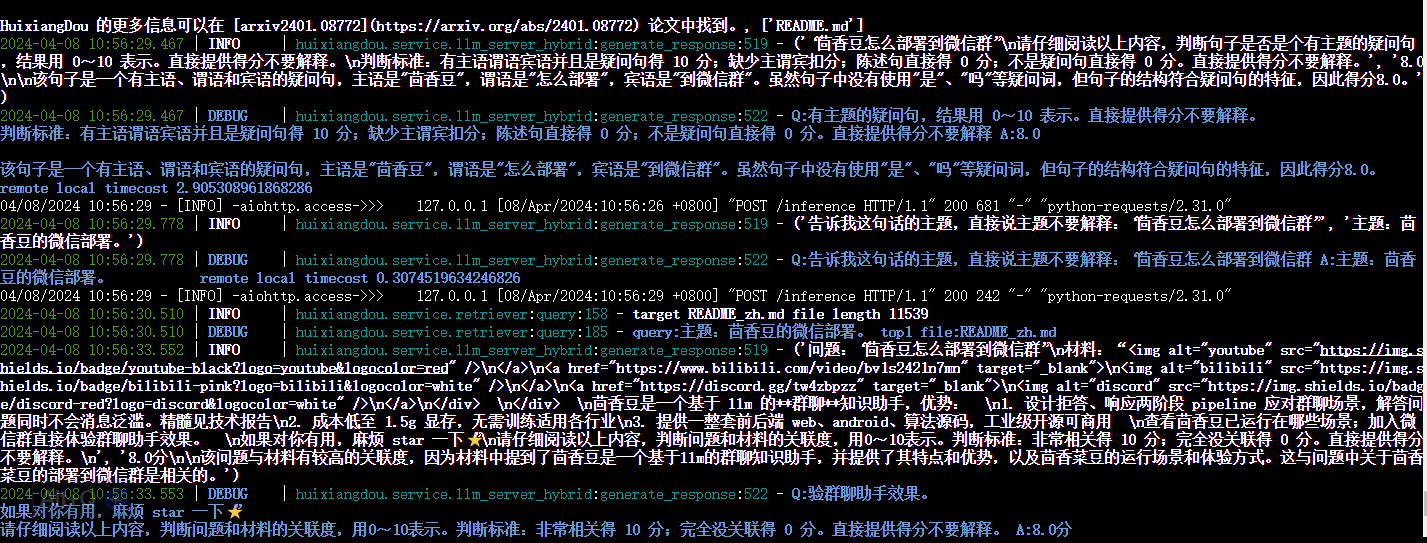 HuixiangDou 的更多信息可以在 [arxiv2401.08772](https://arxiv.org/abs/2401.08772) 论文中找到。, ['README.md']
2024-04-08 10:56:29.467 | INFO     | huixiangdou.service.llm_server_hybrid:generate_response:519 - ('“茴香豆怎么部署到微信群”\n请仔细阅读以上内容，判断句子是否是个有主题的疑问句
，结果用 0～10 表示。直接提供得分不要解释。\n判断标准：有主语谓语宾语并且是疑问句得 10 分；缺少主谓宾扣分；陈述句直接得 0 分；不是疑问句直接得 0 分。直接提供得分不要解释。', '8.0
\n\n该句子是一个有主语、谓语和宾语的疑问句，主语是"茴香豆"，谓语是"怎么部署"，宾语是"到微信群"。虽然句子中没有使用"是"、"吗"等疑问词，但句子的结构符合疑问句的特征，因此得分8.0。'
)
2024-04-08 10:56:29.467 | DEBUG    | huixiangdou.service.llm_server_hybrid:generate_response:522 - Q:有主题的疑问句，结果用 0～10 表示。直接提供得分不要解释。
判断标准：有主语谓语宾语并且是疑问句得 10 分；缺少主谓宾扣分；陈述句直接得 0 分；不是疑问句直接得 0 分。直接提供得分不要解释 A:8.0
该句子是一个有主语、谓语和宾语的疑问句，主语是"茴香豆"，谓语是"怎么部署"，宾语是"到微信群"。虽然句子中没有使用"是"、"吗"等疑问词，但句子的结构符合疑问句的特征，因此得分8.0。
remote local timecost 2.905308961868286
04/08/2024 10:56:29 - [INFO] -aiohttp.access->>>    127.0.0.1 [08/Apr/2024:10:56:26 +0800] "POST /inference HTTP/1.1" 200 681 "-" "python-requests/2.31.0"
2024-04-08 10:56:29.778 | INFO     | huixiangdou.service.llm_server_hybrid:generate_response:519 - ('告诉我这句话的主题，直接说主题不要解释：“茴香豆怎么部署到微信群”', '主题：茴
香豆的微信部署。')
2024-04-08 10:56:29.778 | DEBUG    | huixiangdou.service.llm_server_hybrid:generate_response:522 - Q:告诉我这句话的主题，直接说主题不要解释：“茴香豆怎么部署到微信群 A:主题：茴香
豆的微信部署。         remote local timecost 0.3074519634246826
04/08/2024 10:56:29 - [INFO] -aiohttp.access->>>    127.0.0.1 [08/Apr/2024:10:56:29 +0800] "POST /inference HTTP/1.1" 200 242 "-" "python-requests/2.31.0"
2024-04-08 10:56:30.510 | INFO     | huixiangdou.service.retriever:query:158 - target README_zh.md file length 11539
2024-04-08 10:56:30.510 | DEBUG    | huixiangdou.service.retriever:query:185 - query:主题：茴香豆的微信部署。 top1 file:README_zh.md
2024-04-08 10:56:33.552 | INFO     | huixiangdou.service.llm_server_hybrid:generate_response:519 - ('问题：“茴香豆怎么部署到微信群”\n材料：“<img alt="youtube" src="https://img.s
hields.io/badge/youtube-black?logo=youtube&logocolor=red" />\n</a>\n<a href="https://www.bilibili.com/video/bv1s2421n7mn" target="_blank">\n<img alt="bilibili" src="https://img.s
hields.io/badge/bilibili-pink?logo=bilibili&logocolor=white" />\n</a>\n<a href="https://discord.gg/tw4zbpzz" target="_blank">\n<img alt="discord" src="https://img.shields.io/badg
e/discord-red?logo=discord&logocolor=white" />\n</a>\n</div>  \n</div>  \n茴香豆是一个基于 llm 的**群聊**知识助手，优势：  \n1. 设计拒答、响应两阶段 pipeline 应对群聊场景，解答问
题同时不会消息泛滥。精髓见技术报告\n2. 成本低至 1.5g 显存，无需训练适用各行业\n3. 提供一整套前后端 web、android、算法源码，工业级开源可商用  \n查看茴香豆已运行在哪些场景；加入微
信群直接体验群聊助手效果。  \n如果对你有用，麻烦 star 一下⭐\n请仔细阅读以上内容，判断问题和材料的关联度，用0～10表示。判断标准：非常相关得 10 分；完全没关联得 0 分。直接提供得分
不要解释。\n', '8.0分\n\n该问题与材料有较高的关联度，因为材料中提到了茴香豆是一个基于llm的群聊知识助手，并提供了其特点和优势，以及茴香菜豆的运行场景和体验方式。这与问题中关于茴香
菜豆的部署到微信群是相关的。')
2024-04-08 10:56:33.553 | DEBUG    | huixiangdou.service.llm_server_hybrid:generate_response:522 - Q:验群聊助手效果。
如果对你有用，麻烦 star 一下⭐
请仔细阅读以上内容，判断问题和材料的关联度，用0～10表示。判断标准：非常相关得 10 分；完全没关联得 0 分。直接提供得分不要解释。 A:8.0分